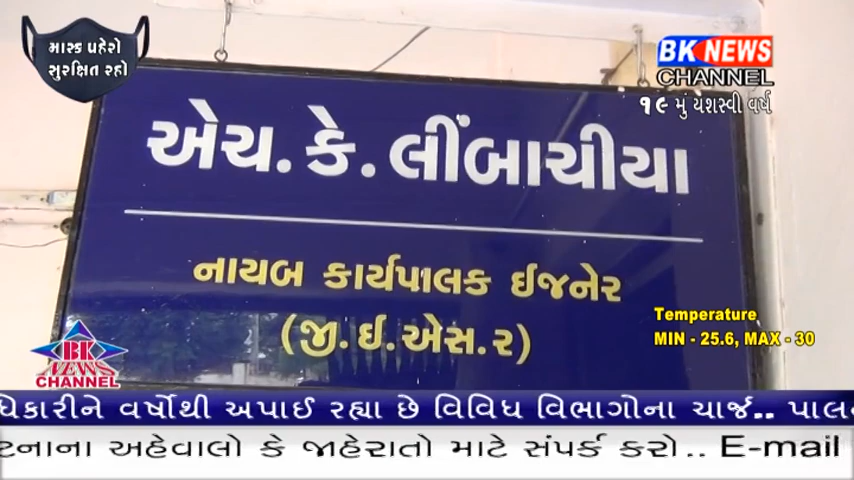 માસ્ક પહેરો
સુરક્ષિત રહો
BK NEWS
CHANNEL
૧૯ મું યશસ્વી વર્ષ
એચ. કે. લીંબાચીયા
નાયબ કાર્યપાલક ઈજનેર
(જી.ઈ.એસ.ર)
Temperature
MIN - 25.6, MAX - 30
BK
NEWS
CHANNEL
ધિકારીને વર્ષોથી અપાઈ રહ્યા છે વિવિધ વિભાગોના ચાર્જ.. પાલ
ટનાના અહેવાલો કે જાહેરાતો માટે સંપર્ક કરો.. E-mail